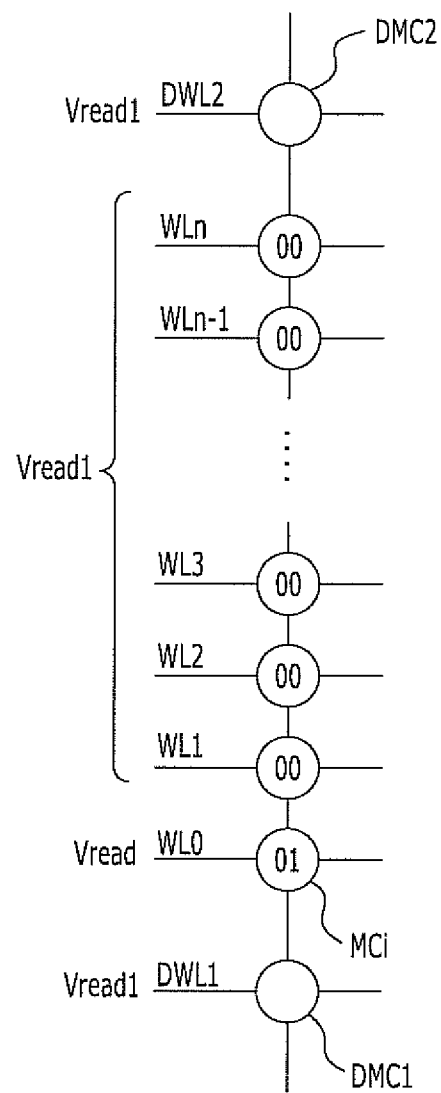 DMC2
Vread1 DWL2
WLn 00
WLn-1 00
Vread1
WL3 00
WL2 00
WL1 00
Vread WL0 01
MCi
Vread1 DWL1
DMC1